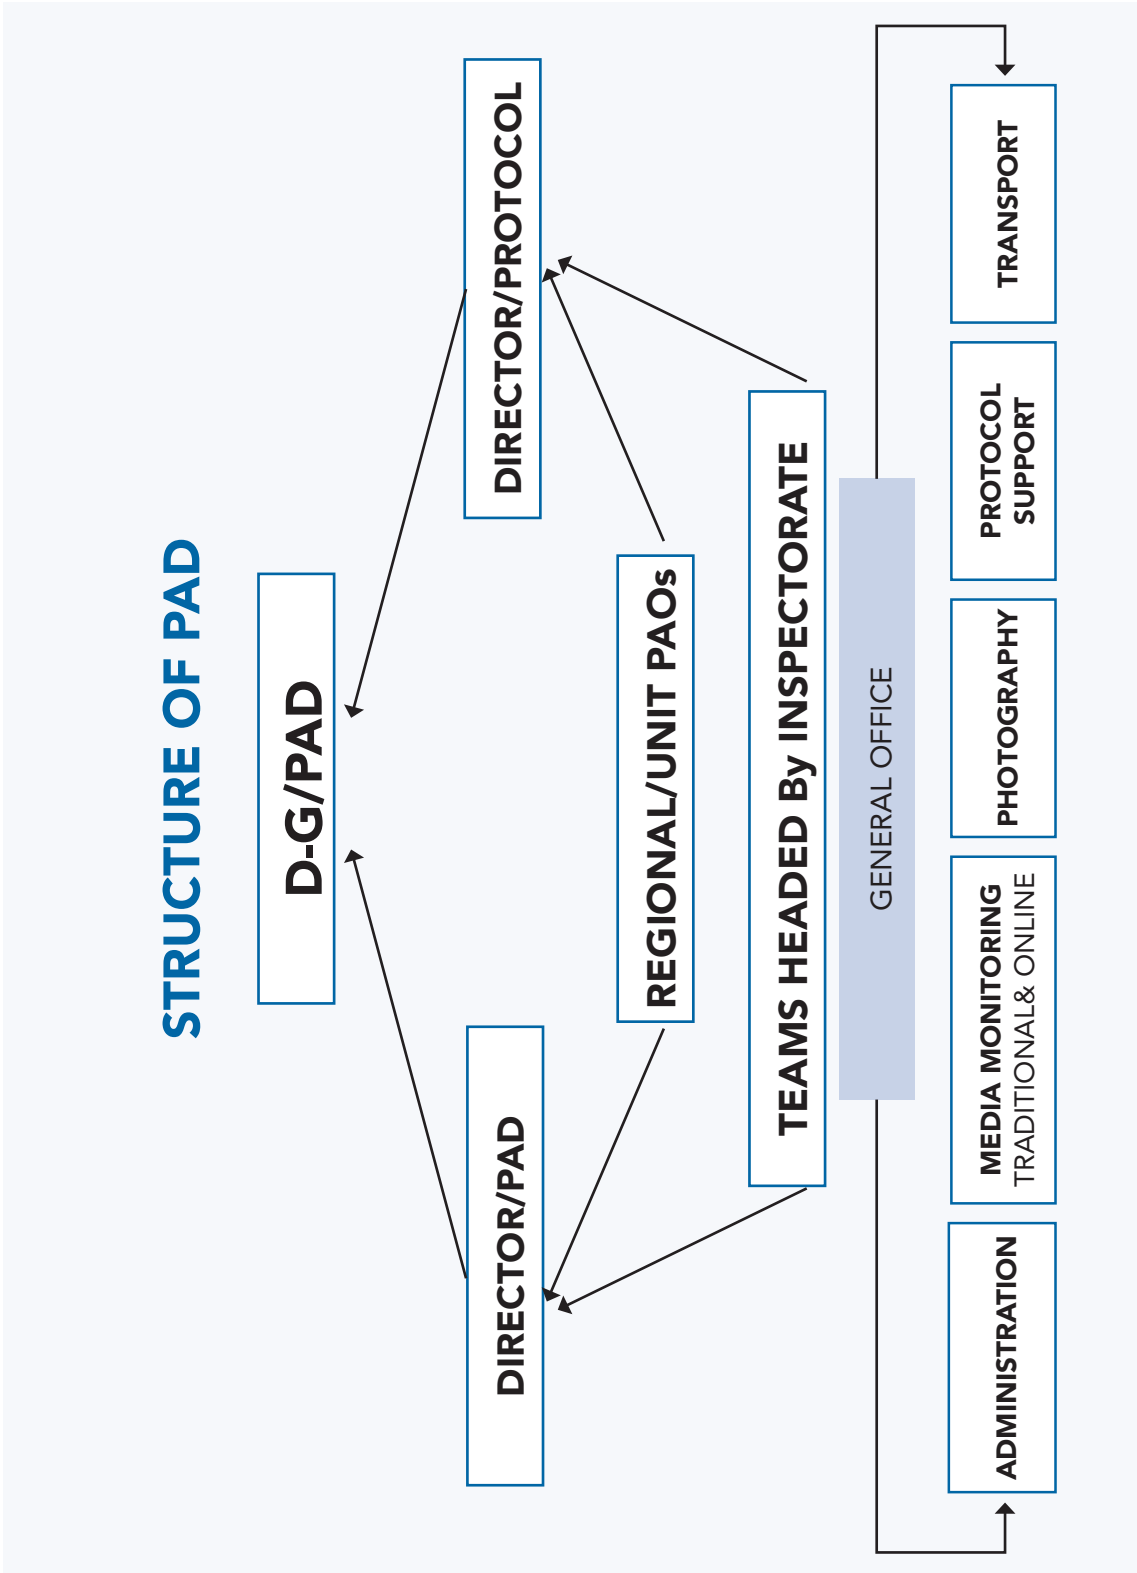 STRUCTURE OF PAD
D-G/PAD
DIRECTOR/PAD
DIRECTOR/PROTOCOL
REGIONAL/UNIT PAOs
TEAMS HEADED By INSPECTORATE
GENERAL OFFICE
ADMINISTRATION
MEDIA MONITORING
TRADITIONAL& ONLINE
PHOTOGRAPHY
PROTOCOL
SUPPORT
TRANSPORT